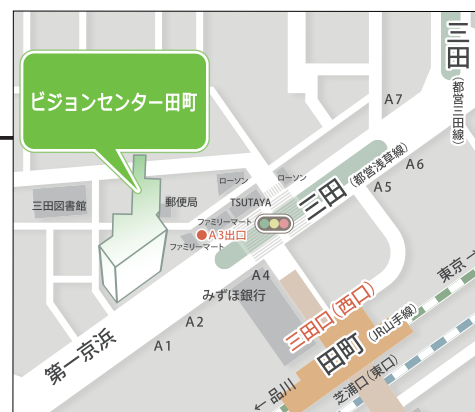 三田
(都営三田線)
ビジョンセンター田町
A7
A6
A5
三田
(都営浅草線)
ローソン
ローソン
TSUTAYA
三田図書館
郵便局
ファミリーマート
A3出口
ファミリーマート
A4
みずほ銀行
A2
A1
第一京浜
三田口(西口)
田町
(JR山手線)
東京→
芝浦口(東口)
←品川